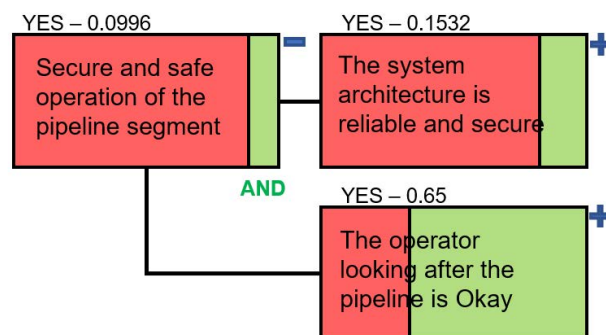 YES – 0.0996
Secure and safe
operation of the
pipeline segment
AND
YES – 0.1532
The system
architecture is
reliable and secure
YES – 0.65
The operator
looking after the
pipeline is Okay